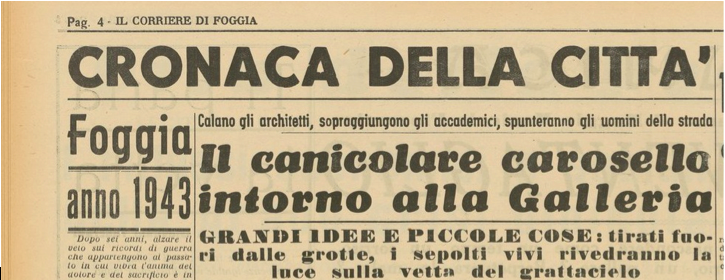 Pag. 4 - IL CORRIERE DI FOGGIA
CRONACA DELLA CITTA'
Foggia
anno 1943
Dopo sei anni, alzare il
velo sui ricordi di guerra
che appartengono al passa-
to in cui vibra l'anima del
dolore e del sacrificio è in
Calano gli architetti, sopraggiungono gli accademici, spunteranno gli uomini della strada
Il canicolare carosello
intorno alla Galleria
GRANDI IDEE E PICCOLE COSE: tirati fuo-
ri dalle grotte, i sepolti vivi rivedranno la
luce sulla vetta del grattacielo